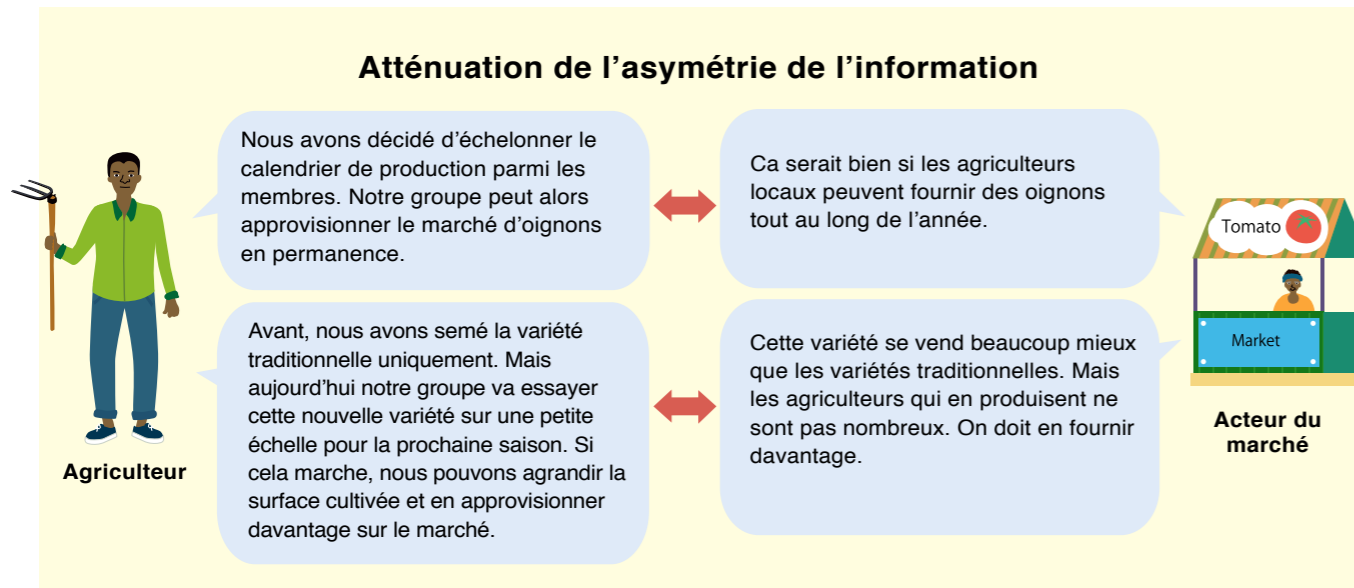 Atténuation de l’asymétrie de l’information
Nous avons décidé d’échelonner le
calendrier de production parmi les
membres. Notre groupe peut alors
approvisionner le marché d’oignons
en permanence.
Ca serait bien si les agriculteurs
locaux peuvent fournir des oignons
tout au long de l’année.
Tomato
Market
Avant, nous avons semé la variété
traditionnelle uniquement. Mais
aujourd’hui notre groupe va essayer
cette nouvelle variété sur une petite
échelle pour la prochaine saison. Si
cela marche, nous pouvons agrandir la
surface cultivée et en approvisionner
davantage sur le marché.
Cette variété se vend beaucoup mieux
que les variétés traditionnelles. Mais
les agriculteurs qui en produisent ne
sont pas nombreux. On doit en fournir
davantage.
Agriculteur
Acteur du
marché